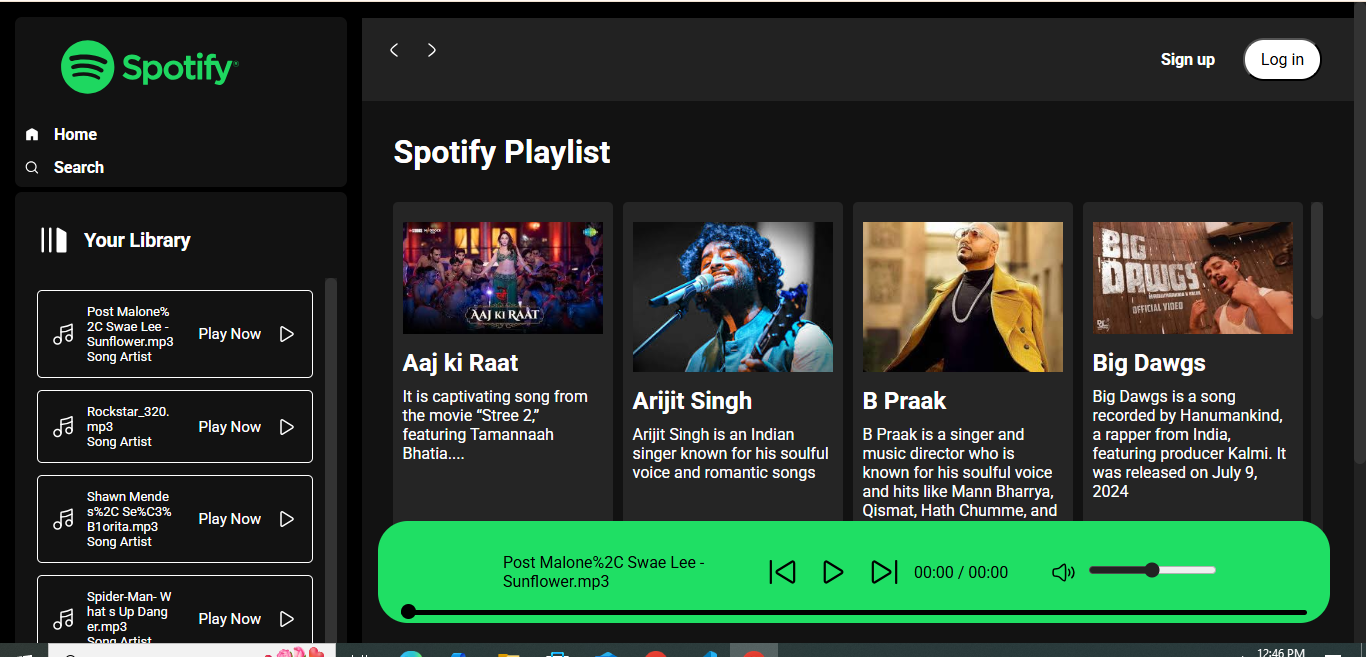 Spotify
Home
Search
Your Library
Post Malone%
2C Swae Lee -
Sunflower.mp3
Song Artist
Play Now
Rockstar_320.
mp3
Song Artist
Play Now
Shawn Mende
s%2C Se%C3%
B1orita.mp3
Song Artist
Play Now
Spider-Man- W
hat s Up Dang
er.mp3
Song Artist
Play Now
Sign up
Log in
Spotify Playlist
AAJ KI RAAT
Aaj ki Raat
It is captivating song from
the movie “Stree 2,”
featuring Tamannaah
Bhatia....
Arijit Singh
Arijit Singh is an Indian
singer known for his soulful
voice and romantic songs
B Praak
B Praak is a singer and
music director who is
known for his soulful voice
and hits like Mann Bharrya,
Qismat, Hath Chumme, and
BIG
DAWGS
OFFICIAL VIDEO
Big Dawgs
Big Dawgs is a song
recorded by Hanumankind,
a rapper from India,
featuring producer Kalmi. It
was released on July 9,
2024
Post Malone%2C Swae Lee -
Sunflower.mp3
00:00 / 00:00
12:46 PM